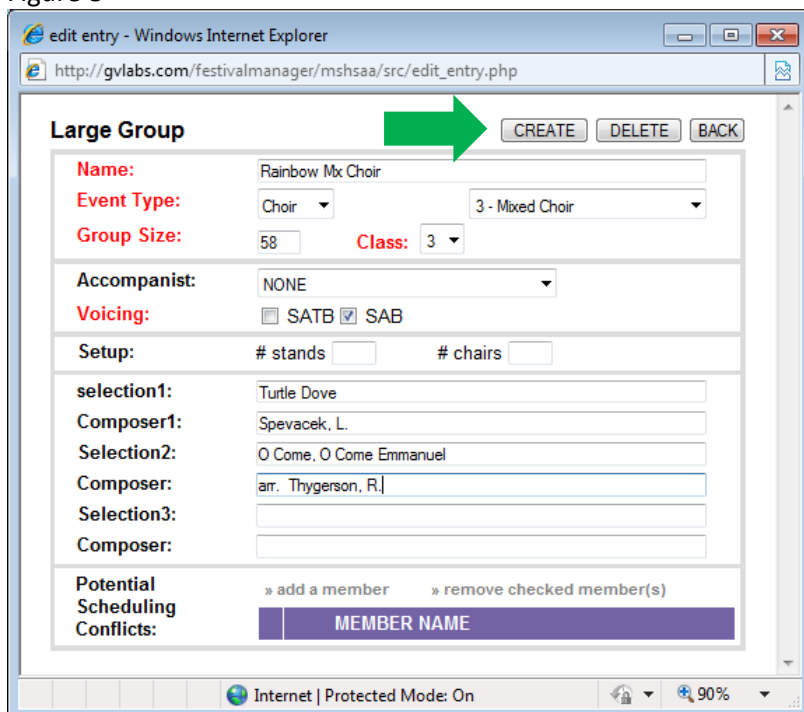 edit entry - Windows Internet Explorer
http://gvlabs.com/festivalmanager/mshsaa/src/edit_entry.php
Large Group CREATE DELETE BACK
Name: Rainbow Mx Choir
Event Type: Choir 3 - Mixed Choir
Group Size: 58 Class: 3
Accompanist: NONE
Voicing: SATB SAB
Setup: # stands # chairs
selection1: Turtle Dove
Composer1: Spevacek, L.
Selection2: O Come, O Come Emmanuel
Composer: arr. Thygerson, R.
Selection3:
Composer:
Potential Scheduling Conflicts: » add a member » remove checked member(s)
MEMBER NAME
Internet | Protected Mode: On 90%